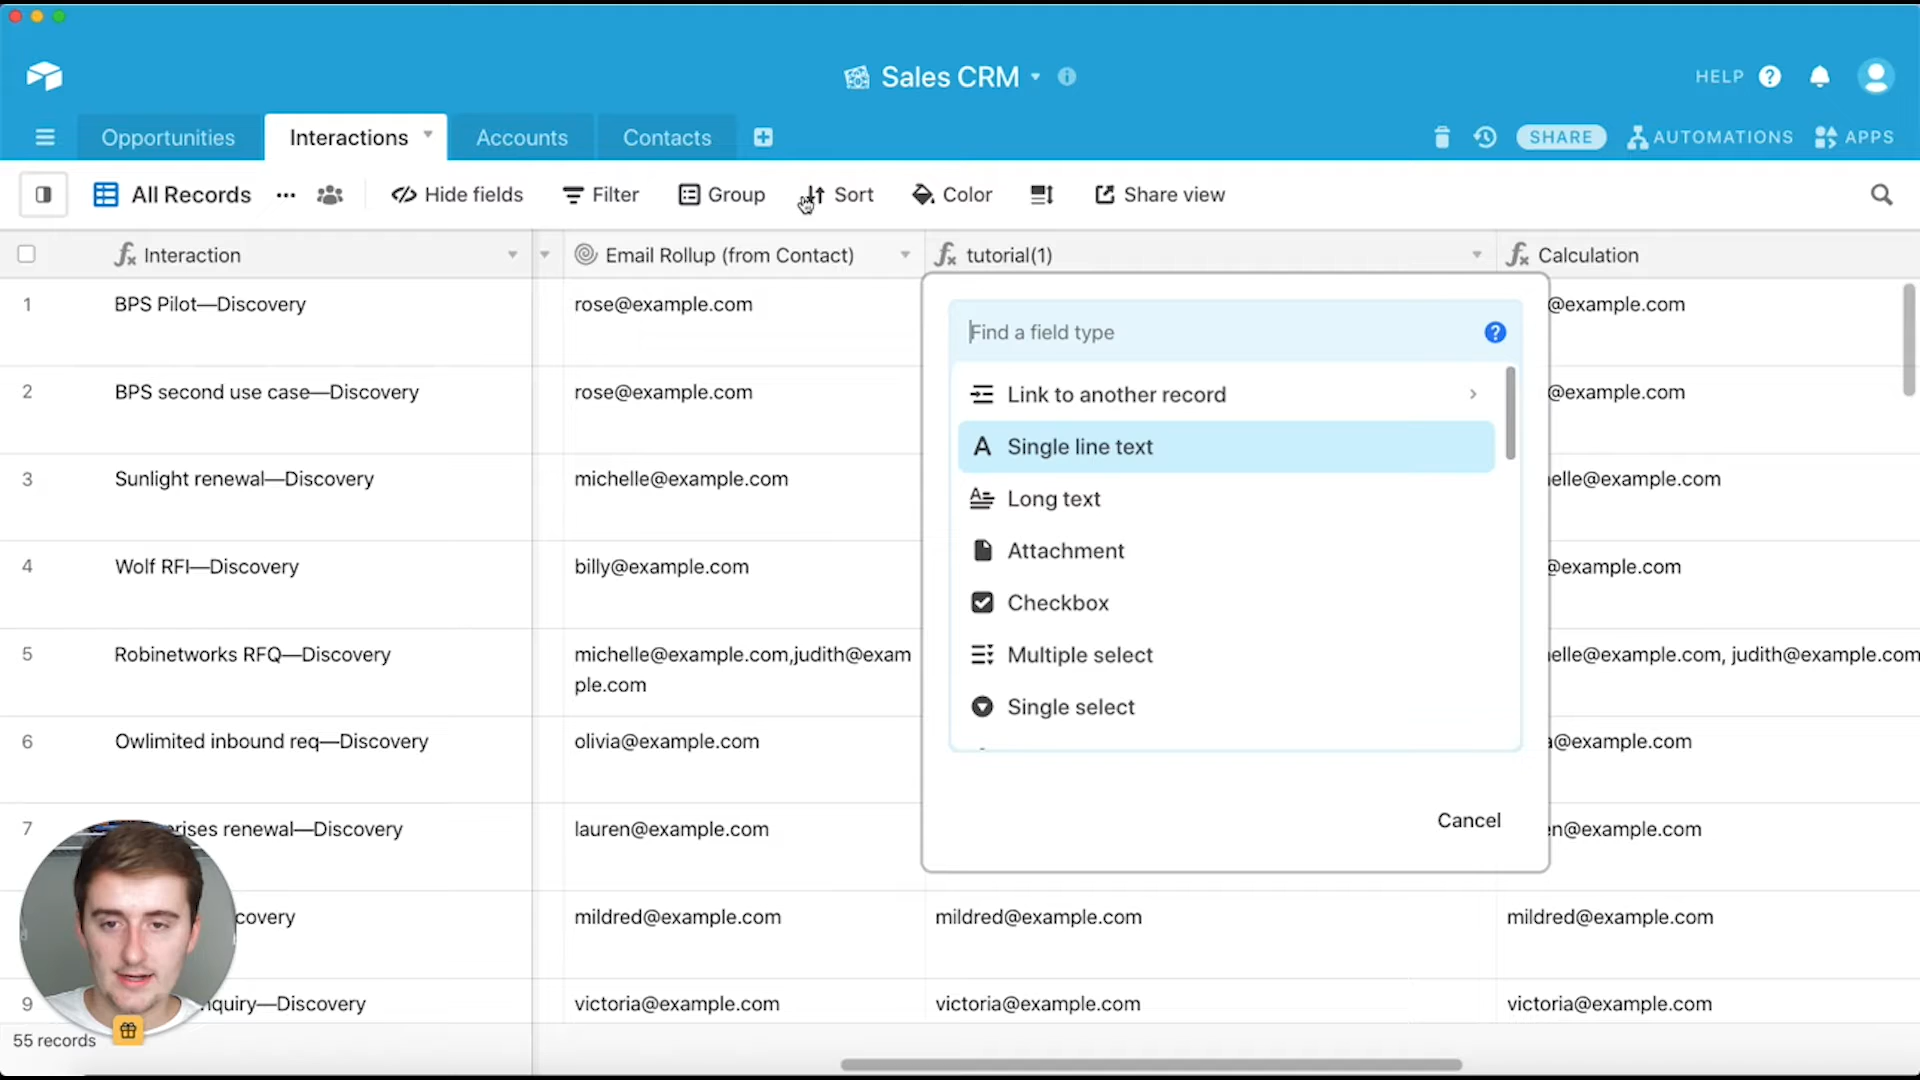 Sales CRM
HELP
Opportunities
Interactions
Accounts
Contacts
SHARE
AUTOMATIONS
APPS
All Records
Hide fields
Filter
Group
Sort
Color
Share view
Interaction
Email Rollup (from Contact)
tutorial(1)
Calculation
1 BPS Pilot—Discovery rose@example.com @example.com
2 BPS second use case—Discovery rose@example.com @example.com
3 Sunlight renewal—Discovery michelle@example.com elle@example.com
4 Wolf RFI—Discovery billy@example.com @example.com
5 Robinetworks RFQ—Discovery michelle@example.com,judith@exam
ple.com
elle@example.com, judith@example.com
6 Owlimited inbound req—Discovery olivia@example.com a@example.com
7 rises renewal—Discovery lauren@example.com en@example.com
covery mildred@example.com mildred@example.com mildred@example.com
9 nquiry—Discovery victoria@example.com victoria@example.com victoria@example.com
55 records
Find a field type
Link to another record
Single line text
Long text
Attachment
Checkbox
Multiple select
Single select
Cancel